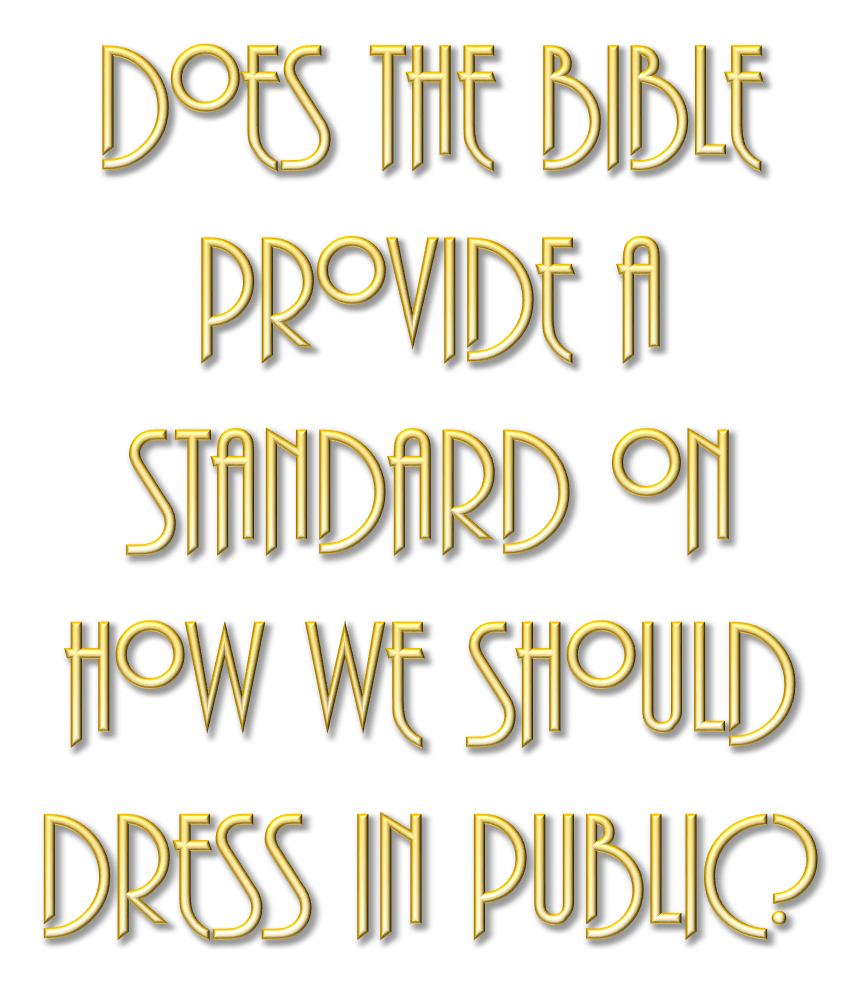 DOES THE BIBLE
PROVIDE A
STANDARD ON
HOW WE SHOULD
DRESS IN PUBLIC?